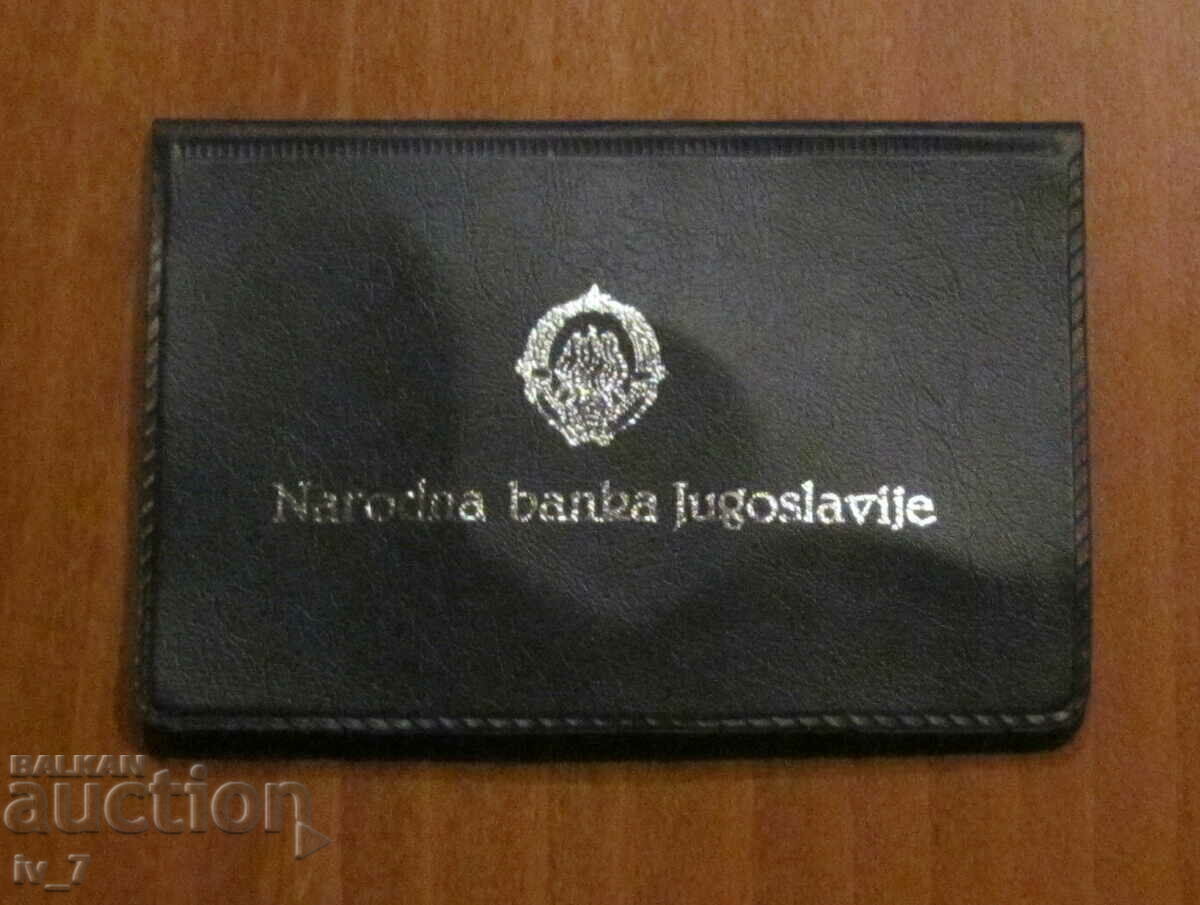 Narodna banka Jugoslavije
BALKAN
auction
iv_7